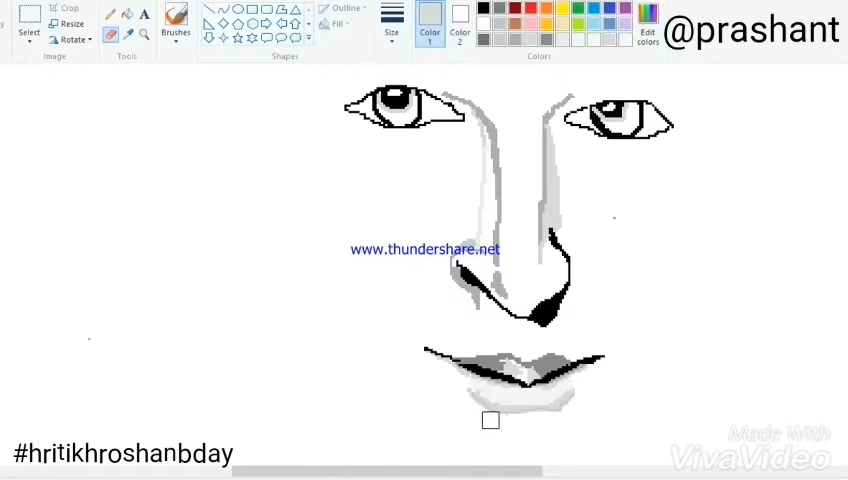 Crop
Resize
Rotate
Select
Image
Tools
Brushes
Shapes
Outline
Fill
Size
Color
1
Color
2
Edit
colors
Colors
@prashant
www.thundershare.net
#hritikhroshanbday
Made With
VivaVideo